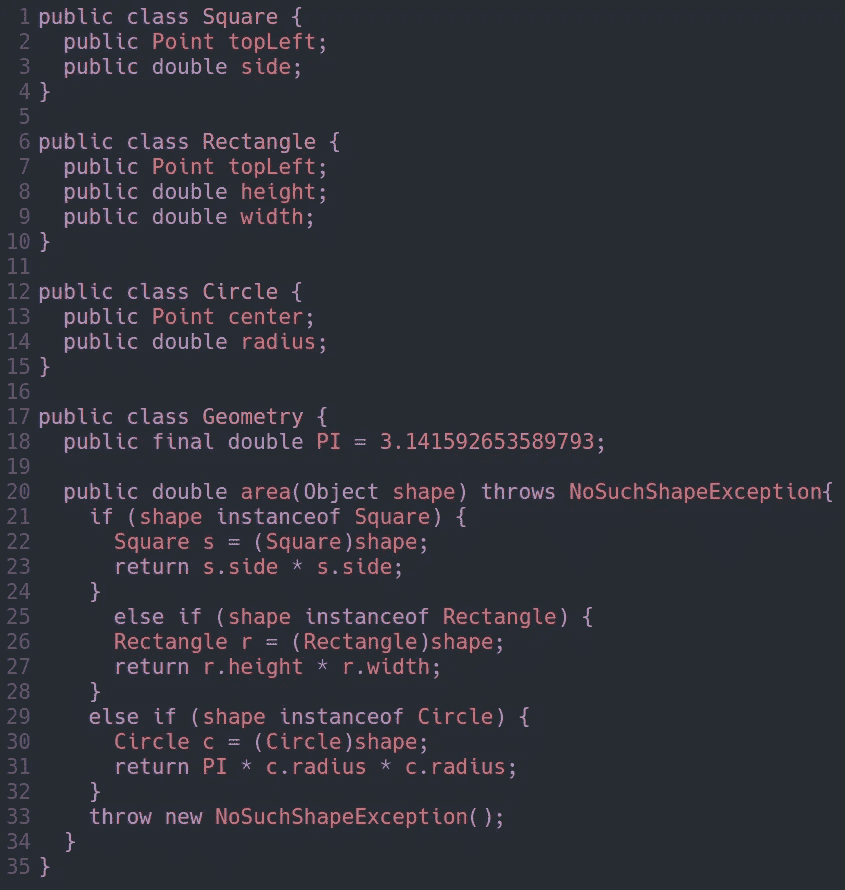 1 public class Square {
2   public Point topLeft;
3   public double side;
4 }
5
6 public class Rectangle {
7   public Point topLeft;
8   public double height;
9   public double width;
10 }
11
12 public class Circle {
13   public Point center;
14   public double radius;
15 }
16
17 public class Geometry {
18   public final double PI = 3.141592653589793;
19
20   public double area(Object shape) throws NoSuchShapeException{
21     if (shape instanceof Square) {
22       Square s = (Square)shape;
23       return s.side * s.side;
24     }
25       else if (shape instanceof Rectangle) {
26       Rectangle r = (Rectangle)shape;
27       return r.height * r.width;
28     }
29     else if (shape instanceof Circle) {
30       Circle c = (Circle)shape;
31       return PI * c.radius * c.radius;
32     }
33     throw new NoSuchShapeException();
34   }
35 }